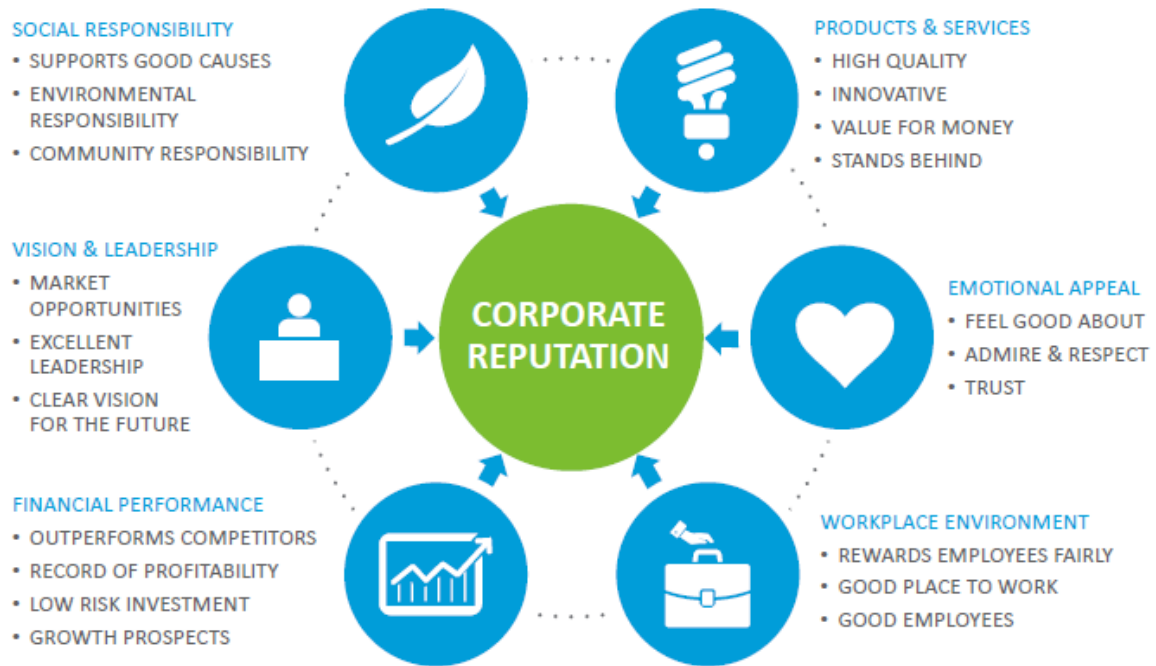 SOCIAL RESPONSIBILITY
• SUPPORTS GOOD CAUSES
• ENVIRONMENTAL
RESPONSIBILITY
• COMMUNITY RESPONSIBILITY
PRODUCTS & SERVICES
• HIGH QUALITY
• INNOVATIVE
• VALUE FOR MONEY
• STANDS BEHIND
VISION & LEADERSHIP
• MARKET
OPPORTUNITIES
• EXCELLENT
LEADERSHIP
• CLEAR VISION
FOR THE FUTURE
CORPORATE
REPUTATION
EMOTIONAL APPEAL
• FEEL GOOD ABOUT
• ADMIRE & RESPECT
• TRUST
FINANCIAL PERFORMANCE
• OUTPERFORMS COMPETITORS
• RECORD OF PROFITABILITY
• LOW RISK INVESTMENT
• GROWTH PROSPECTS
WORKPLACE ENVIRONMENT
• REWARDS EMPLOYEES FAIRLY
• GOOD PLACE TO WORK
• GOOD EMPLOYEES